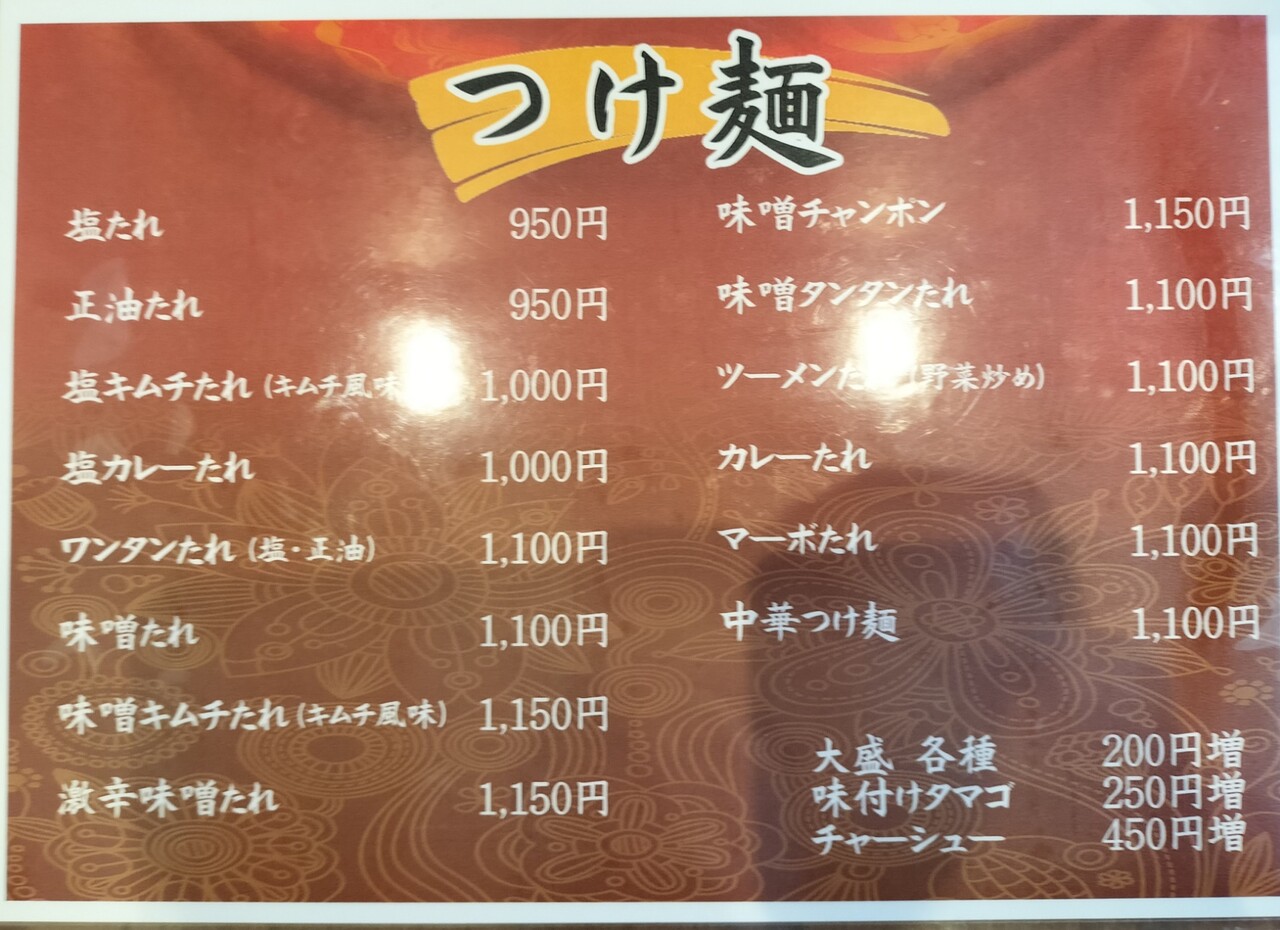 つけ麺
塩たれ 950円
正油たれ 950円
塩キムチたれ (キムチ風味 1,000円
塩カレーたれ 1,000円
ワンタンたれ (塩・正油) 1,100円
味噌たれ 1,100円
味噌キムチたれ (キムチ風味) 1,150円
激辛味噌たれ 1,150円
味噌チャンポン 1,150円
味噌タンタンたれ 1,100円
ツーメンた (野菜炒め) 1,100円
カレーたれ 1,100円
マーボたれ 1,100円
中華つけ麺 1,100円
大盛 各種 200円増
味付けタマゴ 250円増
チャーシュー 450円増